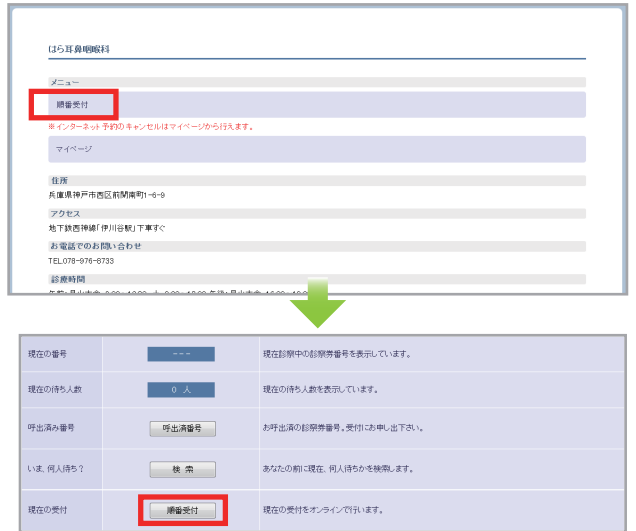 はら耳鼻咽喉科
メニュー
順番受付
※インターネット予約のキャンセルはマイページから行えます。
マイページ
住所
兵庫県神戸市西区前開南町1-6-9
アクセス
地下鉄西神線「伊川谷駅」下車すぐ
お電話でのお問い合わせ
TEL078-976-8733
診療時間
現在の番号 --- 現在診察中の診察券番号を表示しています。
現在の待ち人数 0 人 現在の待ち人数を表示しています。
呼出済み番号 呼出済番号 お呼出済の診察券番号。受付にお申し出下さい。
いま、何人待ち? 検 索 あなたの前に現在、何人待ちかを検索します。
現在の受付 順番受付 現在の受付をオンラインで行います。